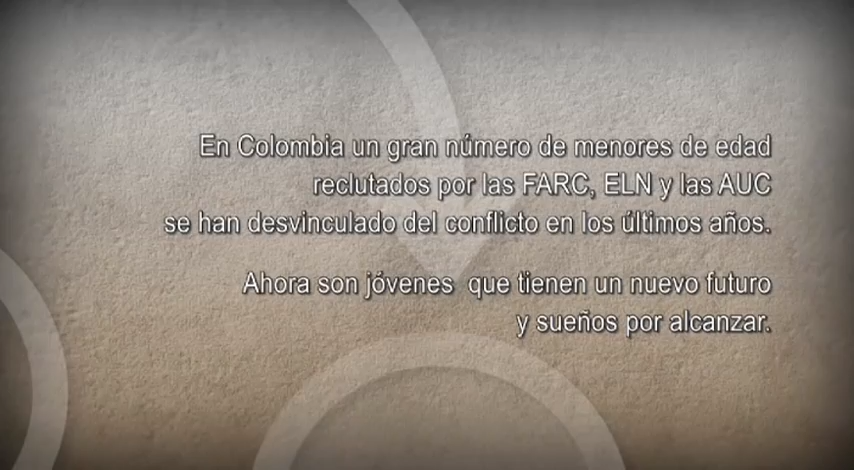 En Colombia un gran número de menores de edad
reclutados por las FARC, ELN y las AUC
se han desvinculado del conflicto en los últimos años.
Ahora son jóvenes que tienen un nuevo futuro
y sueños por alcanzar.